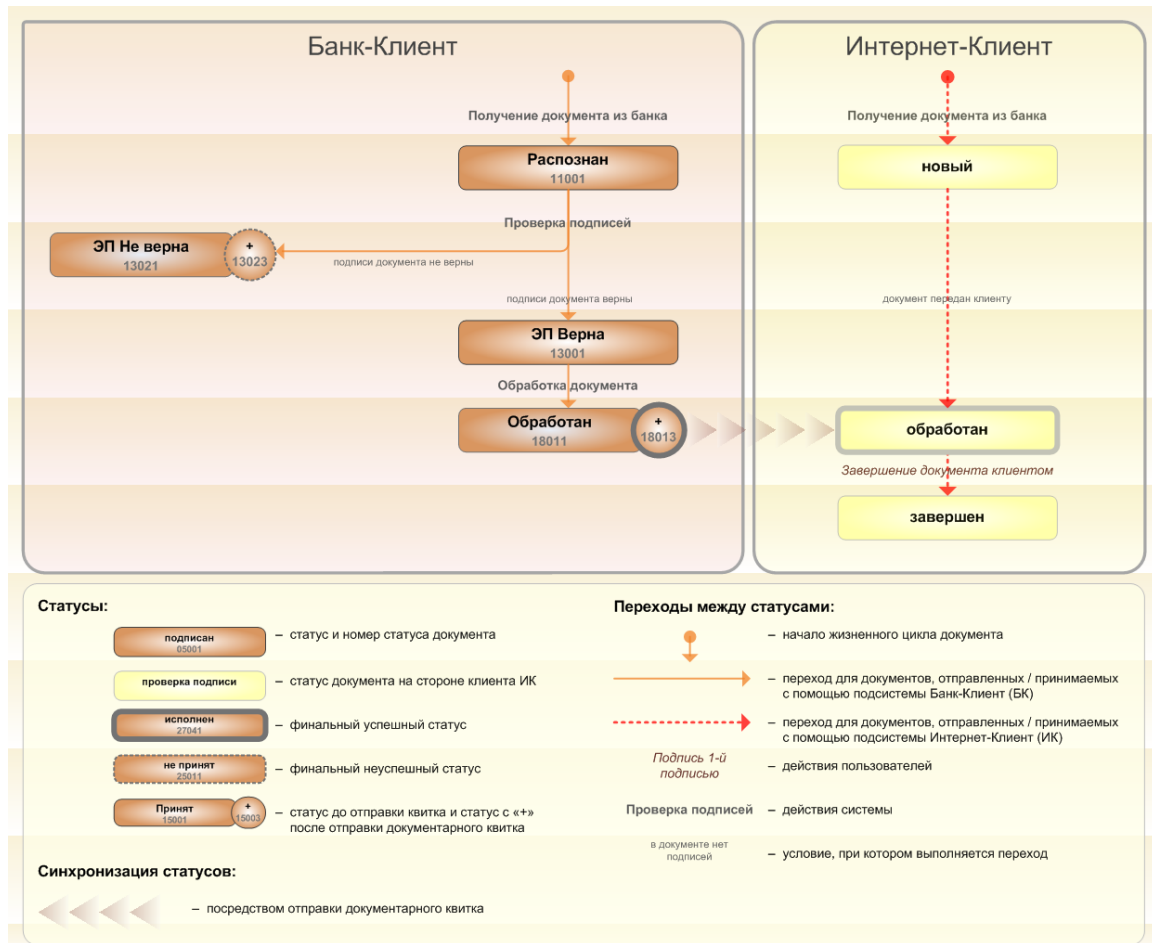 Банк-Клиент
Интернет-Клиент
Получение документа из банка
Получение документа из банка
Распознан
11001
новый
Проверка подписей
ЭП Не верна
13021
+
13023
подписи документа не верны
подписи документа верны
документ передан клиенту
ЭП Верна
13001
Обработка документа
Обработан
18011
+
18013
обработан
Завершение документа клиентом
завершен
Статусы:
подписан
05001
– статус и номер статуса документа
проверка подписи
– статус документа на стороне клиента ИК
исполнен
27041
– финальный успешный статус
не принят
25011
– финальный неуспешный статус
Принят
15001
+
15003
– статус до отправки квитка и статус с «+»
после отправки документарного квитка
Синхронизация статусов:
– посредством отправки документарного квитка
Переходы между статусами:
– начало жизненного цикла документа
– переход для документов, отправленных / принимаемых
с помощью подсистемы Банк-Клиент (БК)
– переход для документов, отправленных / принимаемых
с помощью подсистемы Интернет-Клиент (ИК)
Подпись 1-й
подписью
– действия пользователей
Проверка подписей
– действия системы
в документе нет
подписей
– условие, при котором выполняется переход